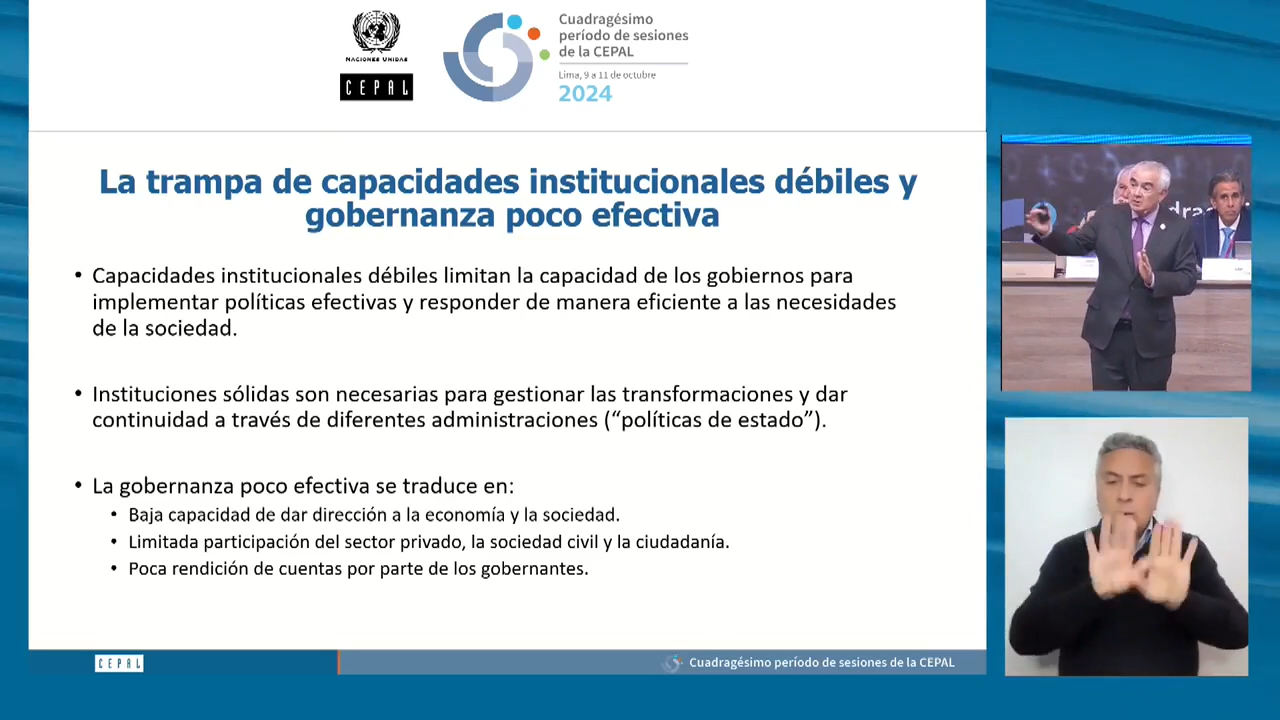 NACIONES UNIDAS
CEPAL
Cuadragésimo
período de sesiones
de la CEPAL
Lima, 9 a 11 de octubre
2024
La trampa de capacidades institucionales débiles y
gobernanza poco efectiva
• Capacidades institucionales débiles limitan la capacidad de los gobiernos para
implementar políticas efectivas y responder de manera eficiente a las necesidades
de la sociedad.
• Instituciones sólidas son necesarias para gestionar las transformaciones y dar
continuidad a través de diferentes administraciones (“políticas de estado”).
• La gobernanza poco efectiva se traduce en:
• Baja capacidad de dar dirección a la economía y la sociedad.
• Limitada participación del sector privado, la sociedad civil y la ciudadanía.
• Poca rendición de cuentas por parte de los gobernantes.
CEPAL
Cuadragésimo período de sesiones de la CEPAL